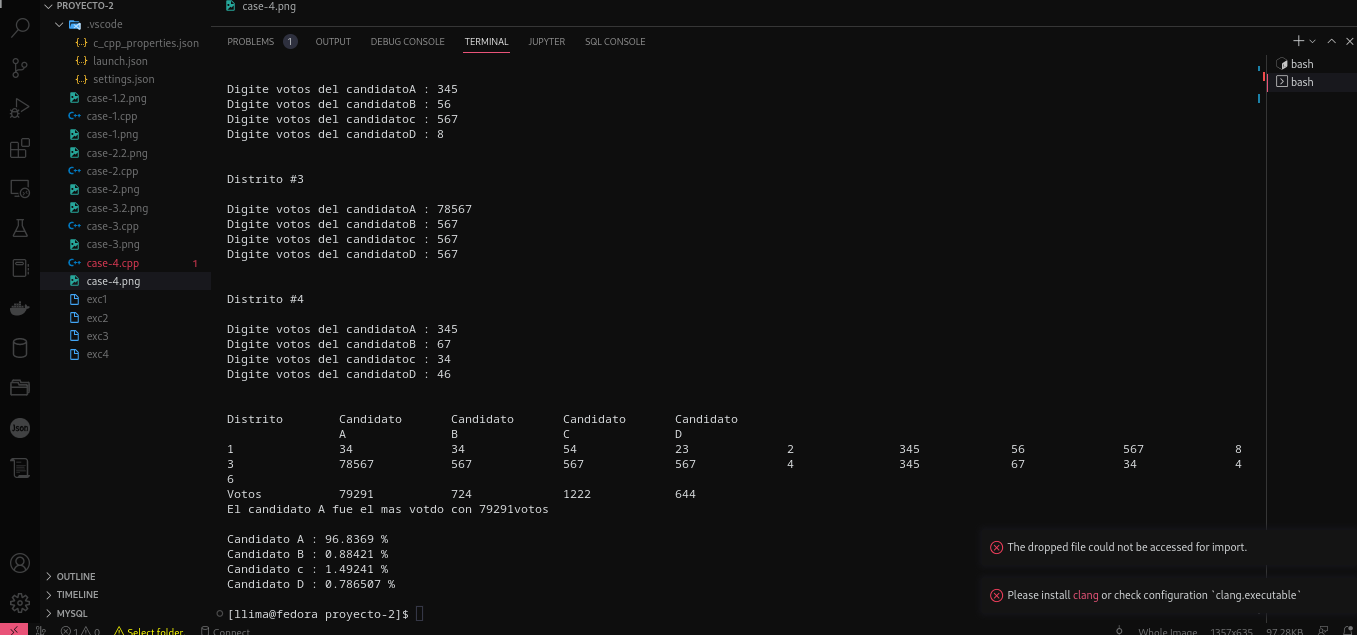 PROYECTO-2
.vscode
{..} c_cpp_properties.json
{..} launch.json
{..} settings.json
case-1.2.png
C++ case-1.cpp
case-1.png
case-2.2.png
C++ case-2.cpp
case-2.png
case-3.2.png
C++ case-3.cpp
case-3.png
C++ case-4.cpp 1
case-4.png
exc1
exc2
exc3
exc4
OUTLINE
TIMELINE
MYSQL
Json
case-4.png
PROBLEMS 1 OUTPUT DEBUG CONSOLE TERMINAL JUPYTER SQL CONSOLE
bash
bash
Digite votos del candidatoA : 345
Digite votos del candidatoB : 56
Digite votos del candidatoc : 567
Digite votos del candidatoD : 8
Distrito #3
Digite votos del candidatoA : 78567
Digite votos del candidatoB : 567
Digite votos del candidatoc : 567
Digite votos del candidatoD : 567
Distrito #4
Digite votos del candidatoA : 345
Digite votos del candidatoB : 67
Digite votos del candidatoc : 34
Digite votos del candidatoD : 46
Distrito Candidato Candidato Candidato Candidato
A B C D
1 34 34 54 23 2 345 56 567 8
3 78567 567 567 567 4 345 67 34 4
6
Votos 79291 724 1222 644
El candidato A fue el mas votdo con 79291votos
Candidato A : 96.8369 %
Candidato B : 0.88421 %
Candidato c : 1.49241 %
Candidato D : 0.786507 %
[llima@fedora proyecto-2]$
The dropped file could not be accessed for import.
Please install clang or check configuration `clang.executable`
1 0 Select folder Connect Whole Image 1357x635 97.28KB